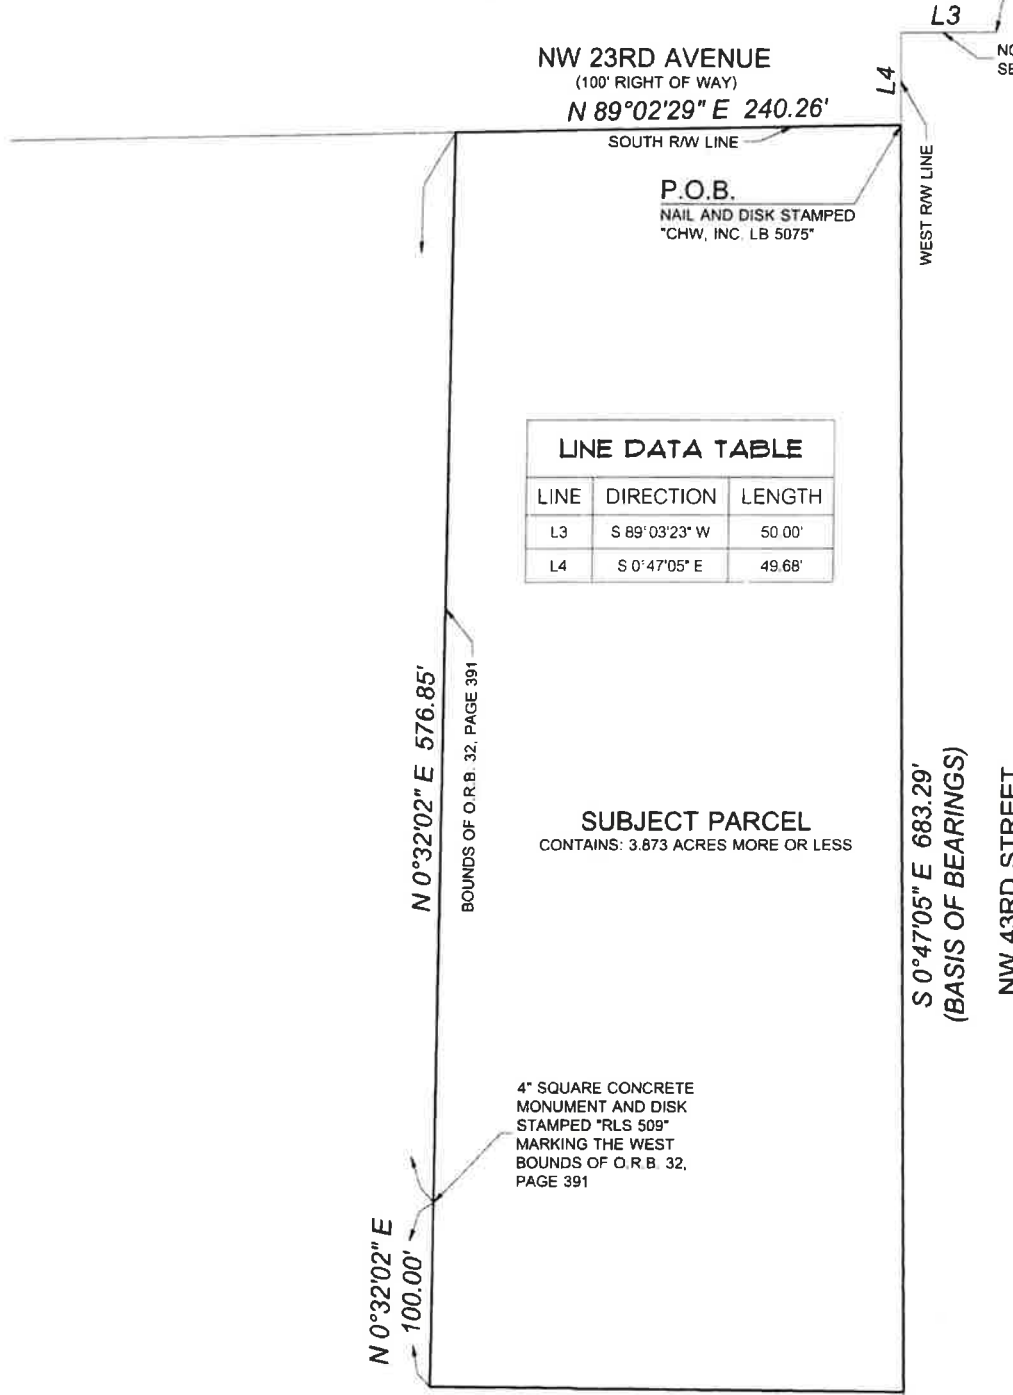 L3
NW 23RD AVENUE
(100' RIGHT OF WAY)
L4
N 89°02'29" E 240.26'
SOUTH R/W LINE
P.O.B.
NAIL AND DISK STAMPED
"CHW, INC. LB 5075"
WEST R/W LINE
LINE DATA TABLE
LINE DIRECTION LENGTH
L3 S 89°03'23" W 50.00'
L4 S 0°47'05" E 49.68'
N 0°32'02" E 576.85'
BOUNDS OF O.R.B. 32, PAGE 391
SUBJECT PARCEL
CONTAINS: 3.873 ACRES MORE OR LESS
S 0°47'05" E 683.29'
(BASIS OF BEARINGS)
NW 43RD STREET
4" SQUARE CONCRETE
MONUMENT AND DISK
STAMPED "RLS 509"
MARKING THE WEST
BOUNDS OF O.R.B. 32,
PAGE 391
N 0°32'02" E
100.00'